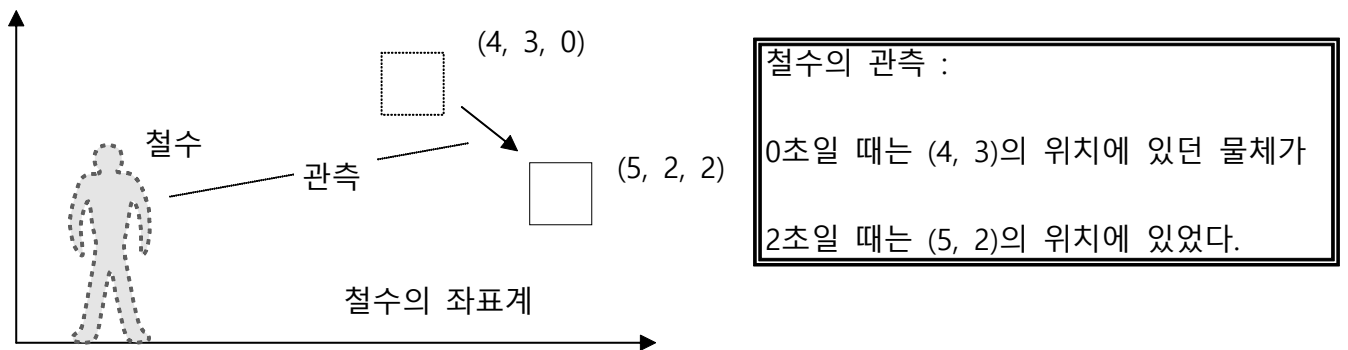 (4, 3, 0)
철수
관측
(5, 2, 2)
철수의 좌표계
철수의 관측 :
0초일 때는 (4, 3)의 위치에 있던 물체가
2초일 때는 (5, 2)의 위치에 있었다.